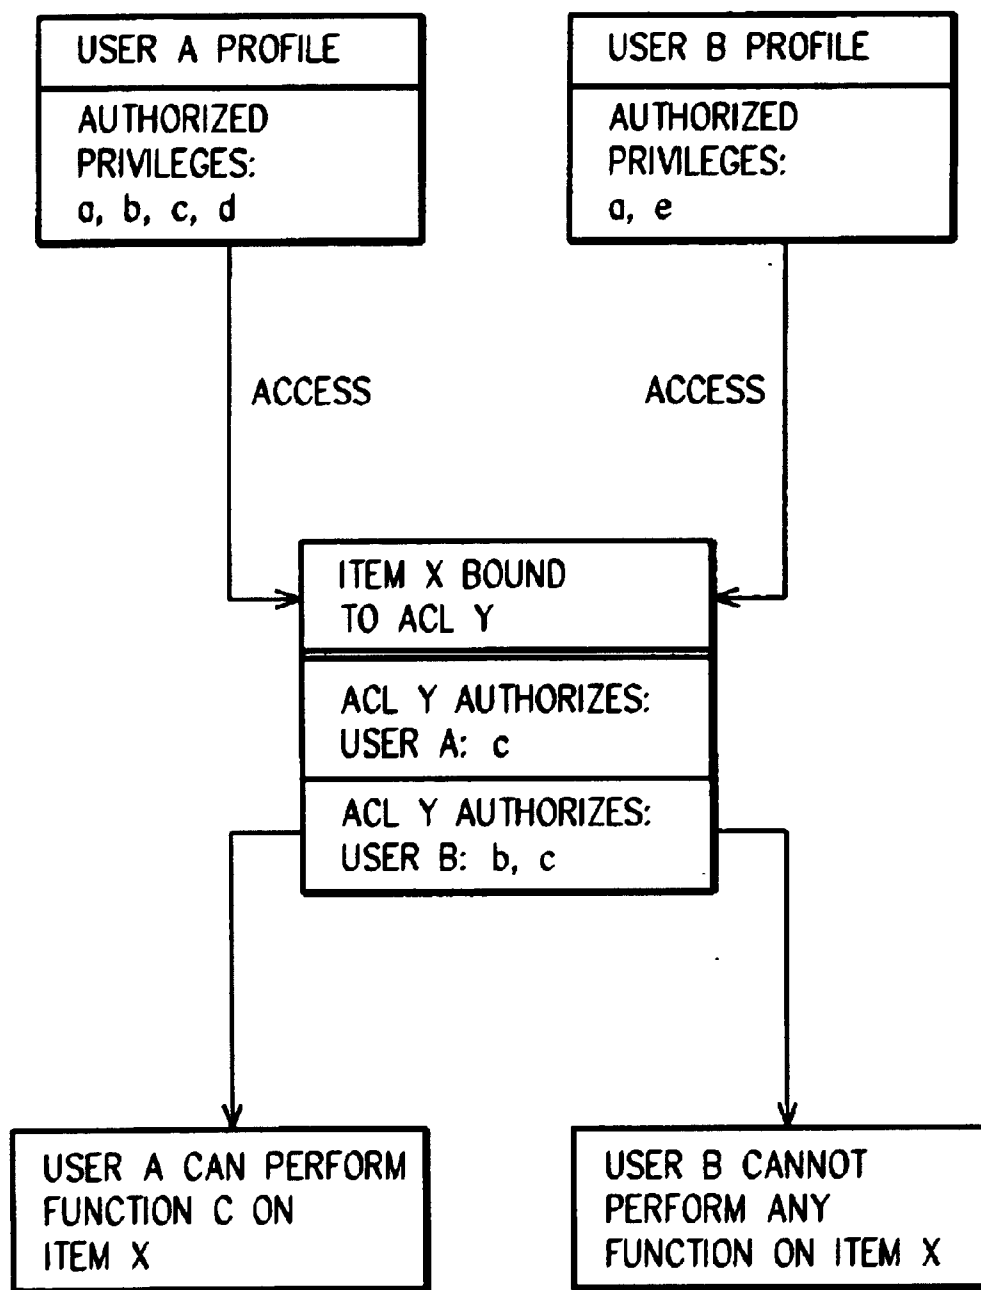 USER A PROFILE
AUTHORIZED
PRIVILEGES:
a, b, c, d
USER B PROFILE
AUTHORIZED
PRIVILEGES:
a, e
ACCESS
ACCESS
ITEM X BOUND
TO ACL Y
ACL Y AUTHORIZES:
USER A: c
ACL Y AUTHORIZES:
USER B: b, c
USER A CAN PERFORM
FUNCTION C ON
ITEM X
USER B CANNOT
PERFORM ANY
FUNCTION ON ITEM X